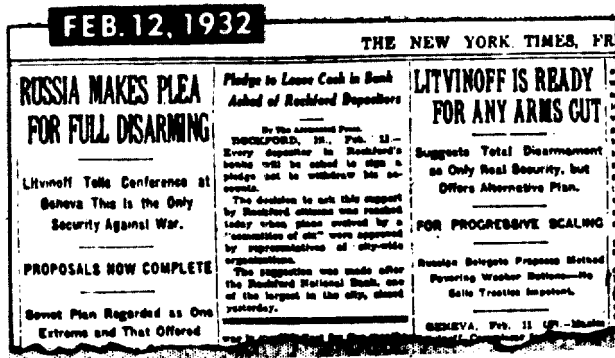 FEB. 12, 1932
THE NEW YORK TIMES, FR
RUSSIA MAKES PLEA
FOR FULL DISARMING
Litvinoff Tells Conference at
Geneva This Is the Only
Security Against War.
PROPOSALS NOW COMPLETE
Soviet Plan Regarded as One
Extreme and That Offered
Pledge to Leave Cash in Bank
Asked of Rockford Depositors
By The Associated Press.
ROCKFORD, Ill., Feb. 11.—
Every depositor in Rockford's
banks will be asked to sign a
pledge not to withdraw his ac-
counts.
The decision to ask this support
by Rockford citizens was reached
today when plans evolved by a
"committee of six" were approved
by representatives of city-wide
organizations.
The suggestion was made after
the Rockford National Bank, one
of the largest in the city, closed
yesterday.
LITVINOFF IS READY
FOR ANY ARMS CUT
Suggests Total Disarmament
as Only Real Security, but
Offers Alternative Plan.
FOR PROGRESSIVE SCALING
Russian Delegate Proposes Method
Favoring Weaker Nations—He
Calls Treaties Impotent.
GENEVA, Feb. 11